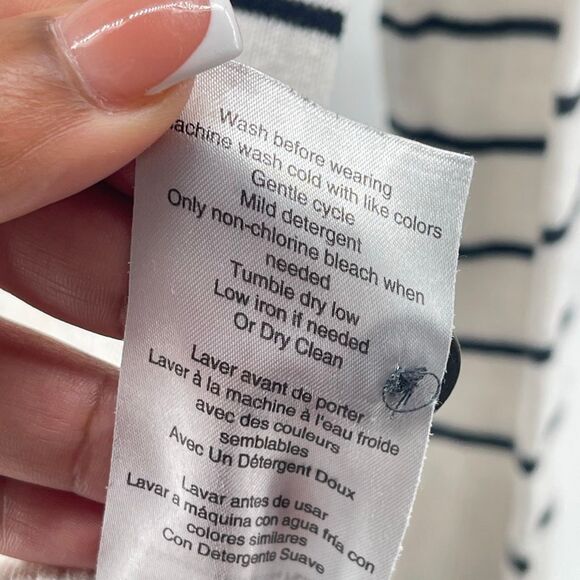 Wash before wearing
achine wash cold with like colors
Gentle cycle
Mild detergent
Only non-chlorine bleach when
needed
Tumble dry low
Low iron if needed
Or Dry Clean
Laver avant de porter
Laver à la machine à l'eau froide
avec des couleurs
semblables
Avec Un Détergent Doux
Lavar antes de usar
Lavar a máquina con agua fría con
colores similares
Con Detergente Suave